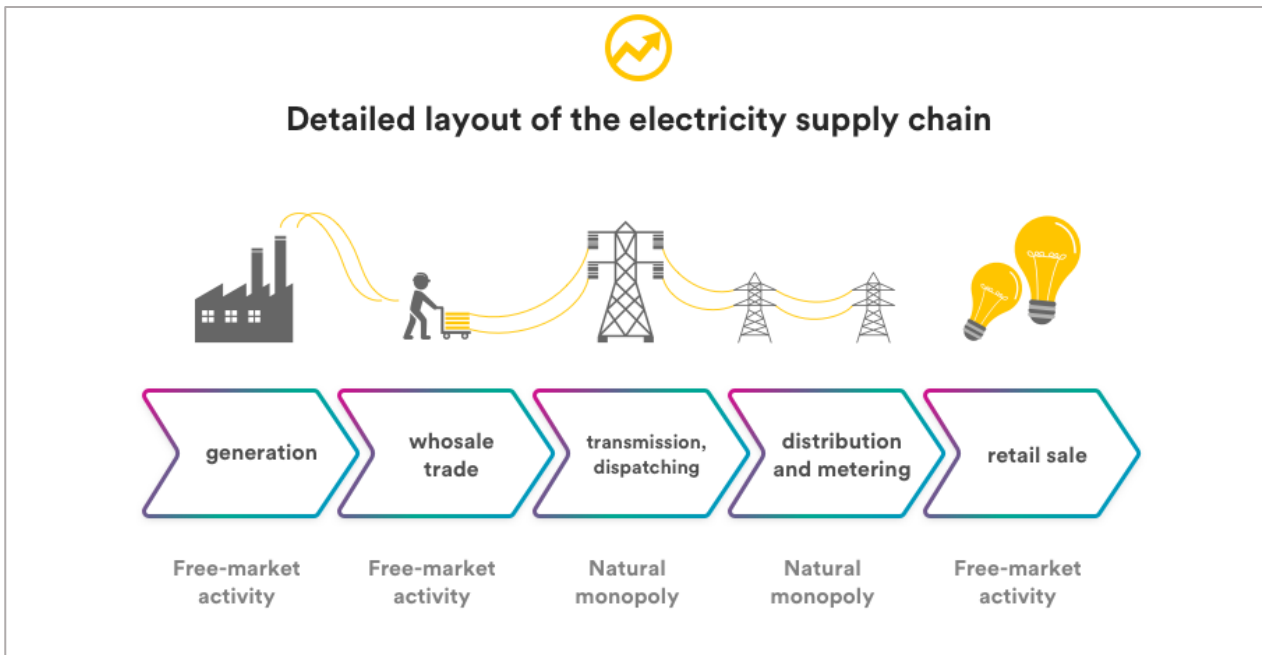 Detailed layout of the electricity supply chain
generation
whosale
trade
transmission,
dispatching
distribution
and metering
retail sale
Free-market
activity
Free-market
activity
Natural
monopoly
Natural
monopoly
Free-market
activity